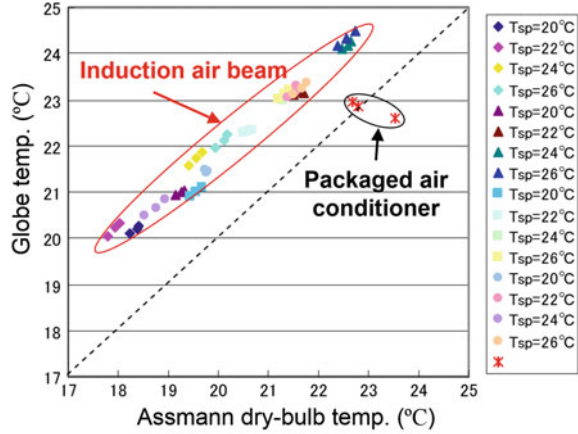 25
24
23
22
21
20
19
18
17
Globe temp. (ºC)
Induction air beam
Packaged air
conditioner
17 18 19 20 21 22 23 24 25
Assmann dry-bulb temp. (ºC)
Tsp=20℃
Tsp=22℃
Tsp=24℃
Tsp=26℃
Tsp=20℃
Tsp=22℃
Tsp=24℃
Tsp=26℃
Tsp=20℃
Tsp=22℃
Tsp=24℃
Tsp=26℃
Tsp=20℃
Tsp=22℃
Tsp=24℃
Tsp=26℃